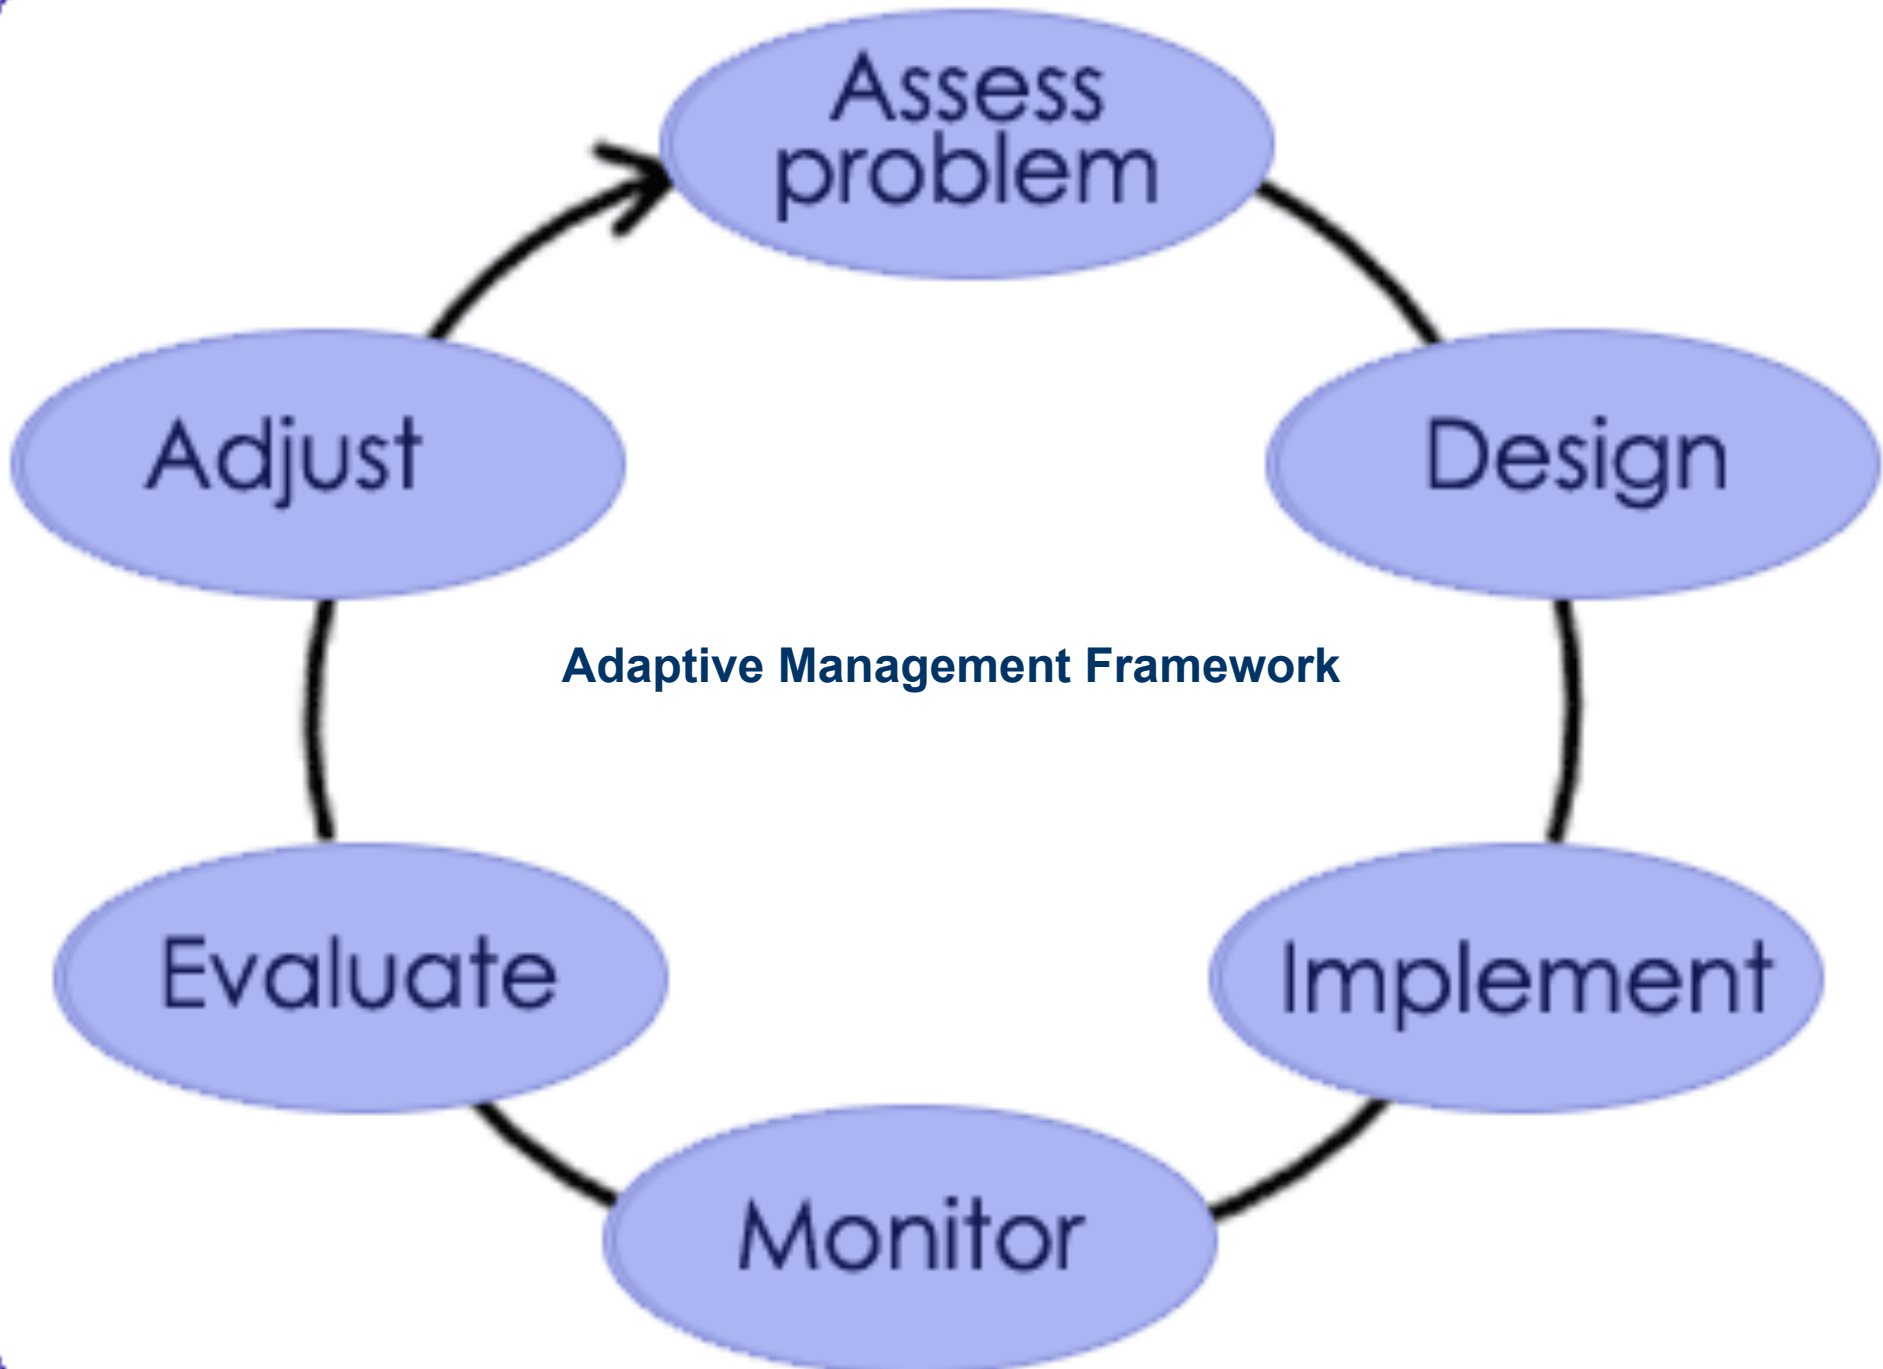 Assess
problem
Design
Implement
Monitor
Evaluate
Adjust
Adaptive Management Framework